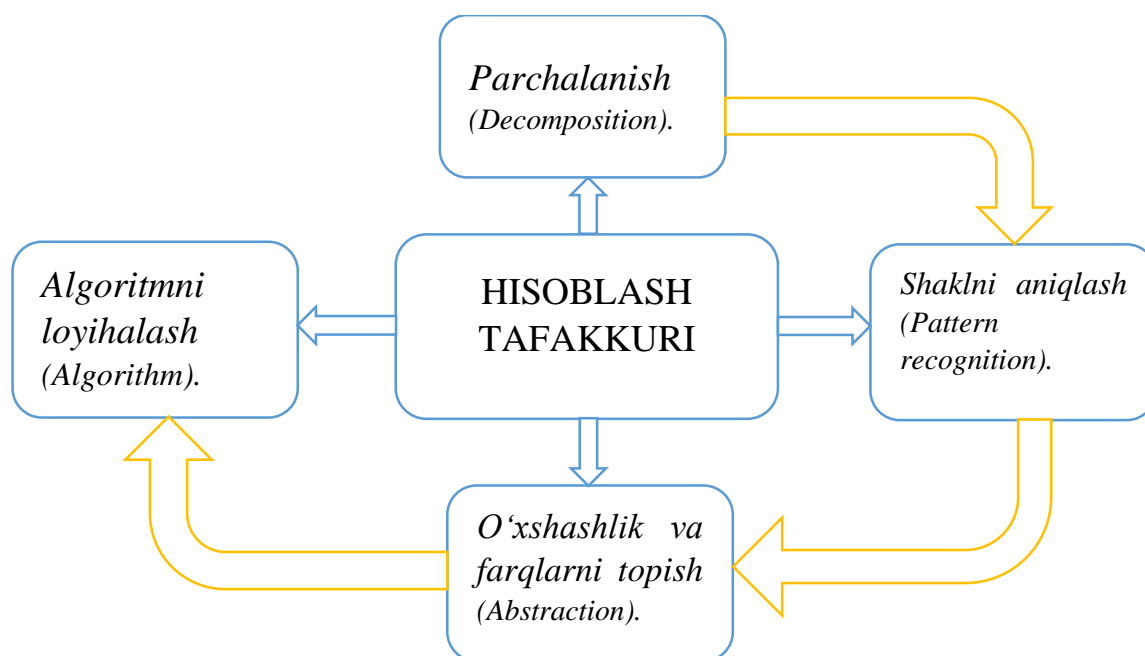 Parchalanish
(Decomposition).
Algoritmni
loyihalash
(Algorithm).
HISOBLASH
TAFAKKURI
Shaklni aniqlash
(Pattern
recognition).
O‘xshashlik va
farqlarni topish
(Abstraction).